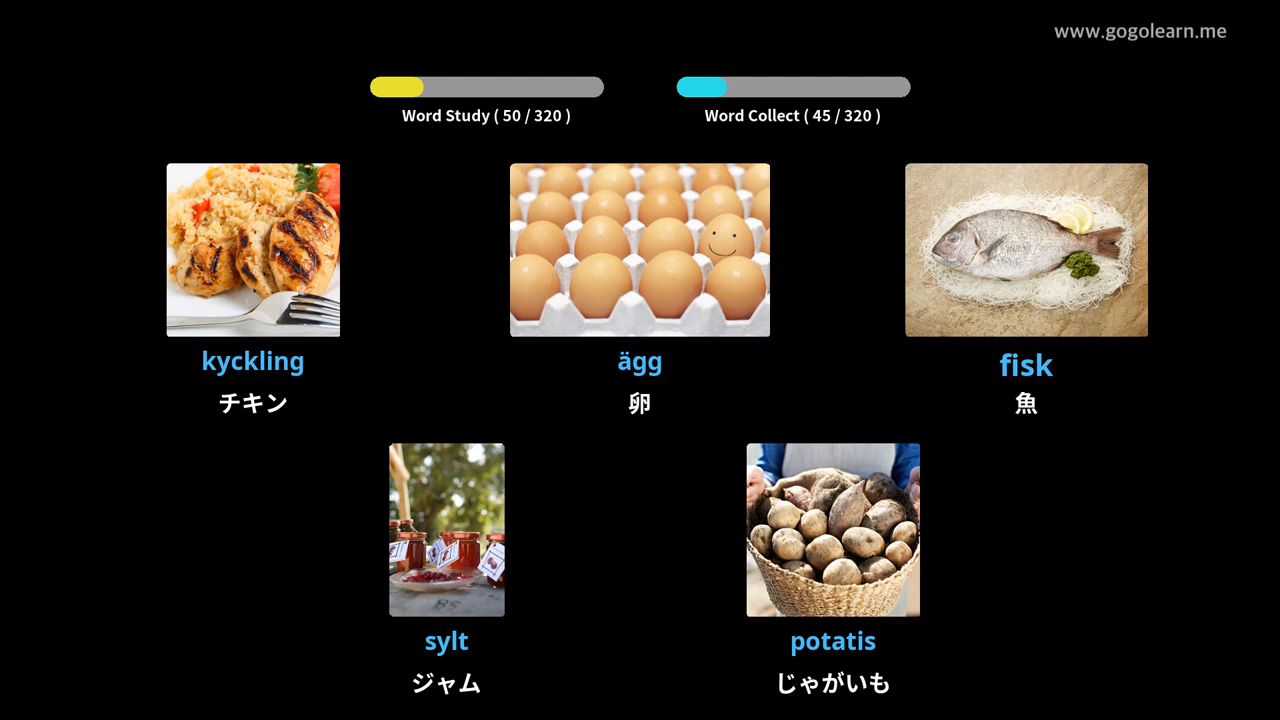 www.gogolearn.me
Word Study ( 50 / 320 )
Word Collect ( 45 / 320 )
kyckling
チキン
ägg
卵
fisk
魚
sylt
ジャム
potatis
じゃがいも